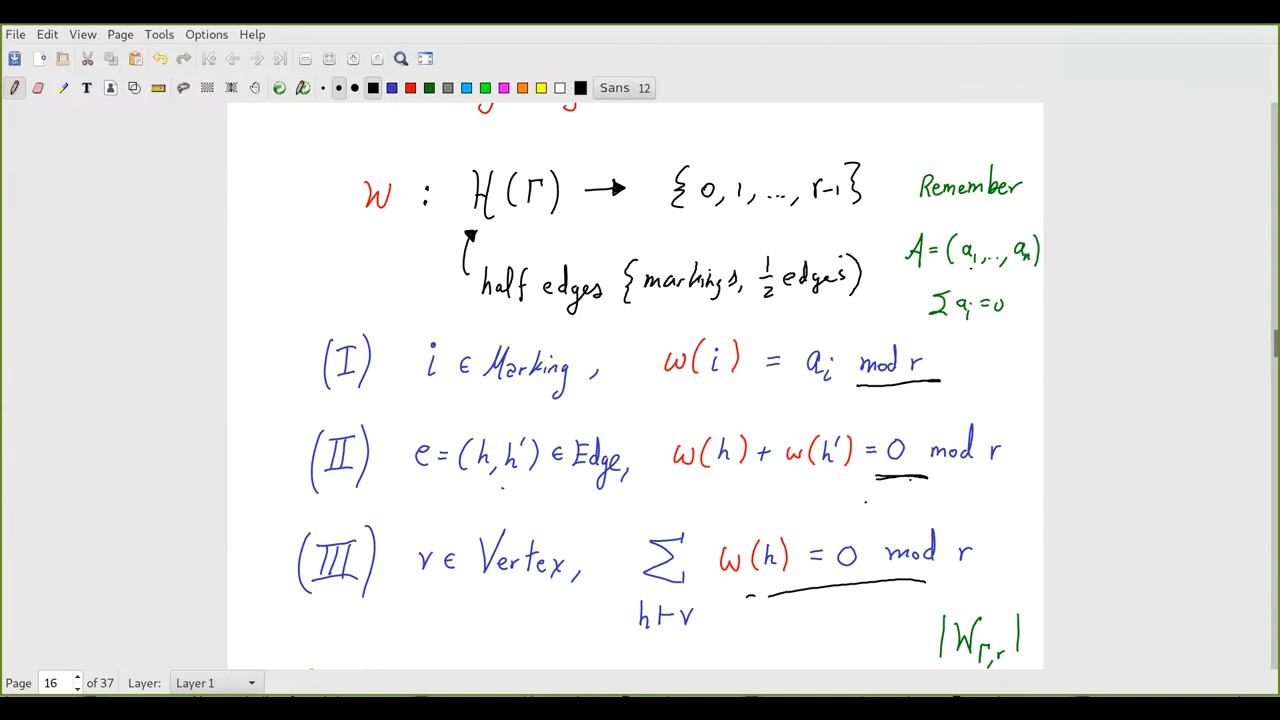 File Edit View Page Tools Options Help
Sans 12
w : H(Γ) → {0, 1, ..., r-1}
half edges {markings, 1/2 edges}
Remember
A = (a₁, .., aₙ)
Σ aᵢ = 0
(I) i ∈ Marking, w(i) = aᵢ mod r
(II) e = (h, h') ∈ Edge, w(h) + w(h') = 0 mod r
(III) v ∈ Vertex, Σ w(h) = 0 mod r
h ⊢ v
|W_Γ,r|
Page 16 of 37 Layer: Layer 1